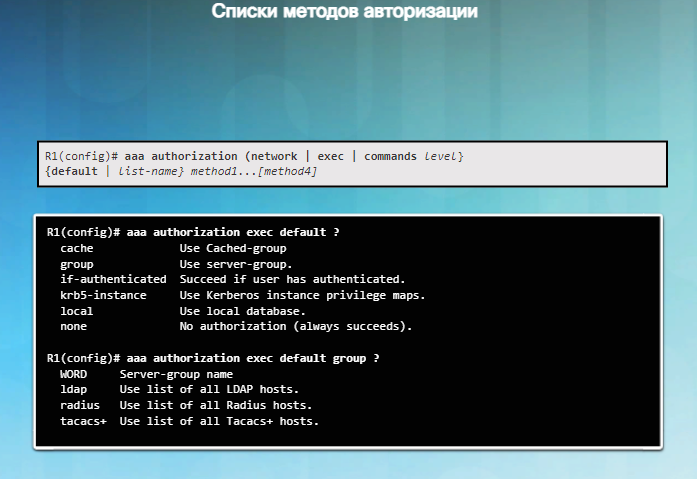 Списки методов авторизации
R1(config)# aaa authorization (network | exec | commands level}
{default | list-name} method1...[method4]
R1(config)# aaa authorization exec default ?
cache Use Cached-group
group Use server-group.
if-authenticated Succeed if user has authenticated.
krb5-instance Use Kerberos instance privilege maps.
local Use local database.
none No authorization (always succeeds).
R1(config)# aaa authorization exec default group ?
WORD Server-group name
ldap Use list of all LDAP hosts.
radius Use list of all Radius hosts.
tacacs+ Use list of all Tacacs+ hosts.